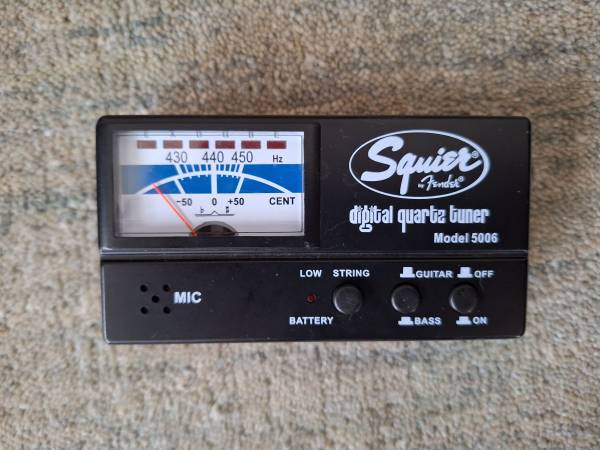 E A D G B E
430 440 450 Hz
-50 0 +50 CENT
♭ #
Squier®
by Fender®
digital quartz tuner
Model 5006
LOW STRING GUITAR OFF
MIC
BATTERY BASS ON